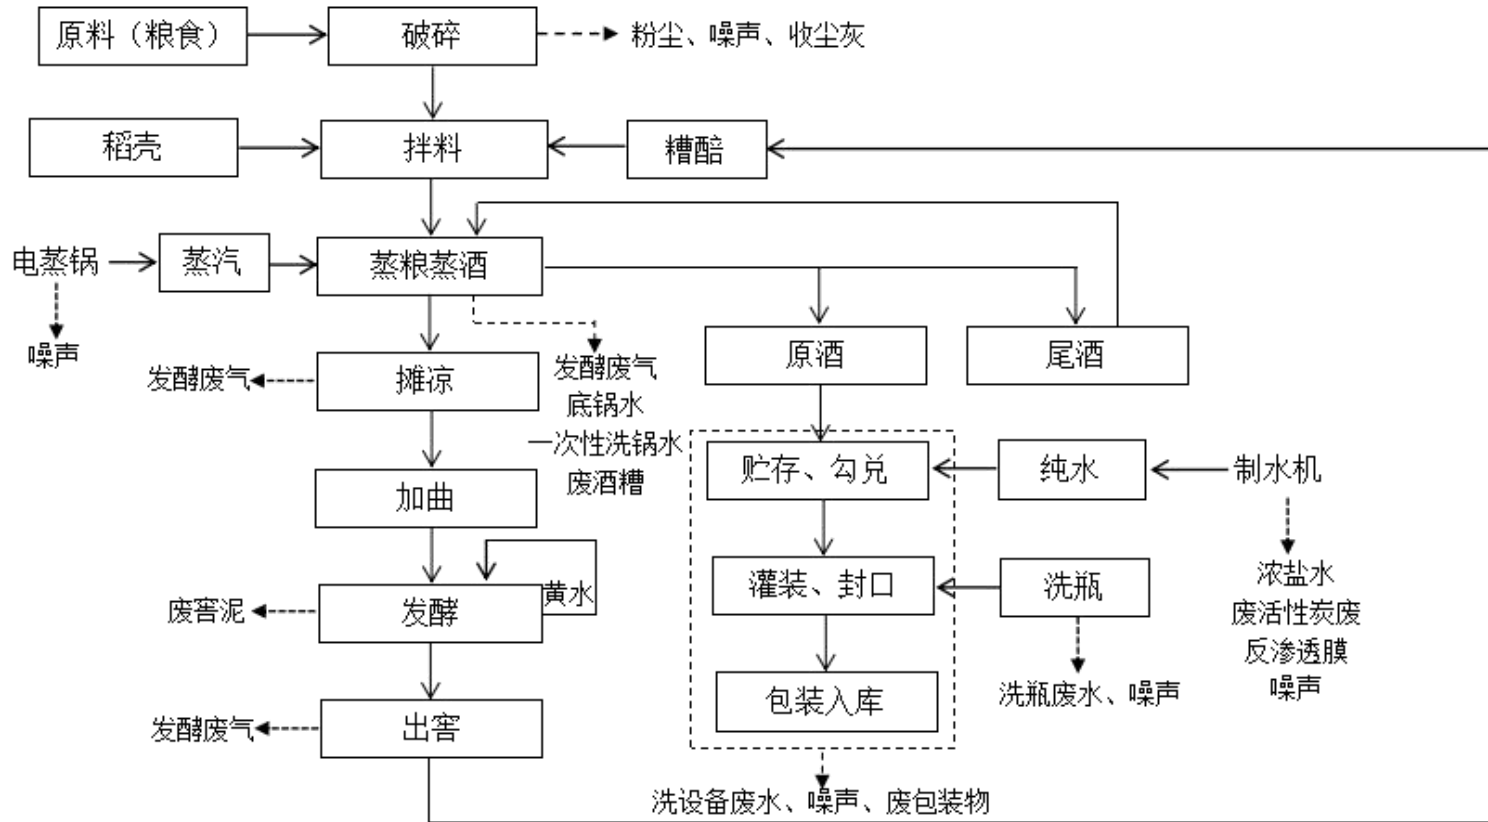 原料（粮食）
破碎
粉尘、噪声、收尘灰
稻壳
拌料
糟醅
电蒸锅
蒸汽
蒸粮蒸酒
噪声
原酒
尾酒
发酵废气
摊凉
发酵废气
底锅水
一次性洗锅水
废酒糟
贮存、勾兑
纯水
制水机
加曲
灌装、封口
洗瓶
浓盐水
废活性炭废
反渗透膜
噪声
废窖泥
发酵
黄水
洗瓶废水、噪声
包装入库
发酵废气
出窖
洗设备废水、噪声、废包装物